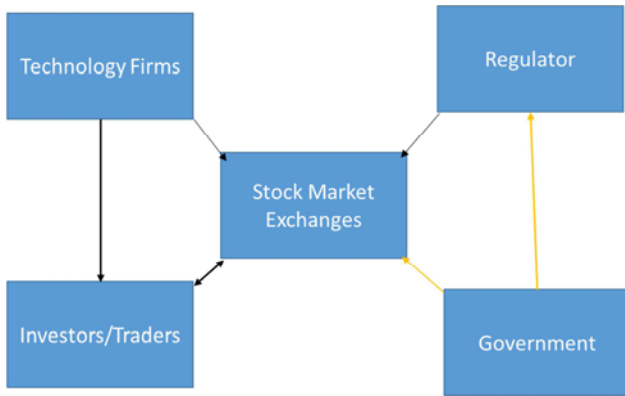 Technology Firms
Regulator
Stock Market
Exchanges
Investors/Traders
Government